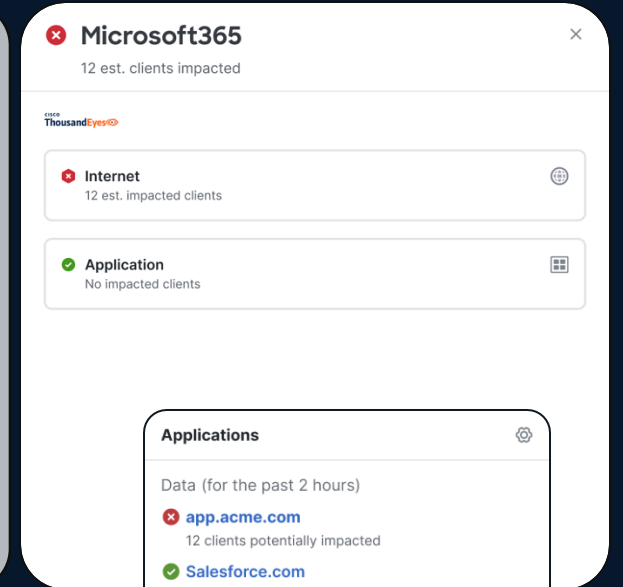 Microsoft365
12 est. clients impacted
CISCO
ThousandEyes
Internet
12 est. impacted clients
Application
No impacted clients
Applications
Data (for the past 2 hours)
app.acme.com
12 clients potentially impacted
Salesforce.com